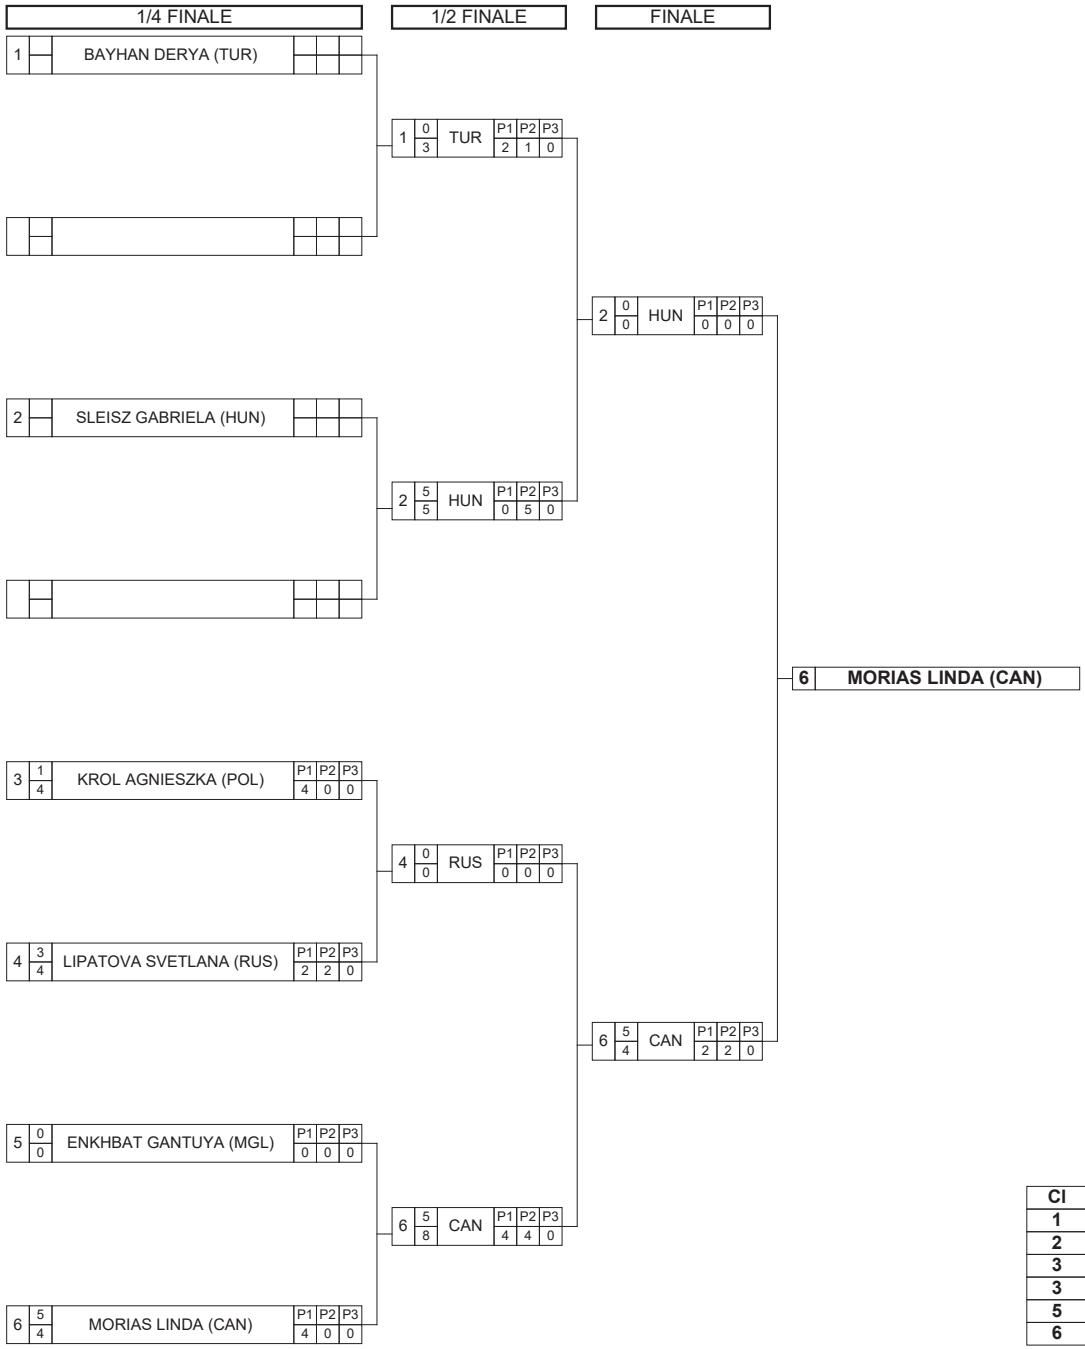 1/4 FINALE 1/2 FINALE FINALE
1 BAYHAN DERYA (TUR)
1 0 TUR P1 P2 P3
3 2 1 0
2 0 HUN P1 P2 P3
0 0 0 0
2 SLEISZ GABRIELA (HUN)
2 5 HUN P1 P2 P3
5 0 5 0
6 MORIAS LINDA (CAN)
3 1 KROL AGNIESZKA (POL) P1 P2 P3
4 4 0 0
4 0 RUS P1 P2 P3
0 0 0 0
4 3 LIPATOVA SVETLANA (RUS) P1 P2 P3
4 2 2 0
6 5 CAN P1 P2 P3
4 2 2 0
5 0 ENKHBAT GANTUYA (MGL) P1 P2 P3
0 0 0 0
6 5 CAN P1 P2 P3
8 4 4 0
6 5 MORIAS LINDA (CAN) P1 P2 P3
4 4 0 0
Cl
1
2
3
3
5
6